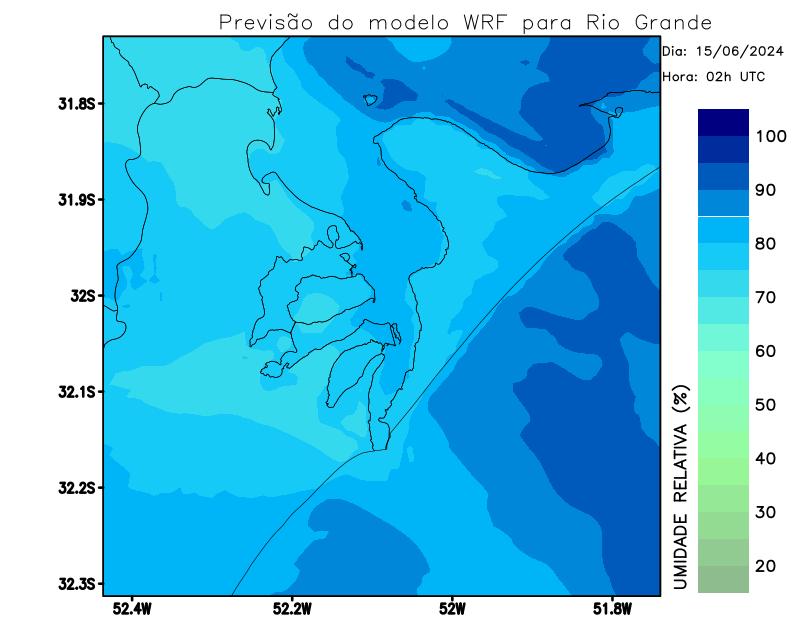 Previsão do modelo WRF para Rio Grande
Dia: 15/06/2024
Hora: 02h UTC
31.8S
31.9S
32S
32.1S
32.2S
32.3S
52.4W
52.2W
52W
51.8W
UMIDADE RELATIVA (%)
100
90
80
70
60
50
40
30
20